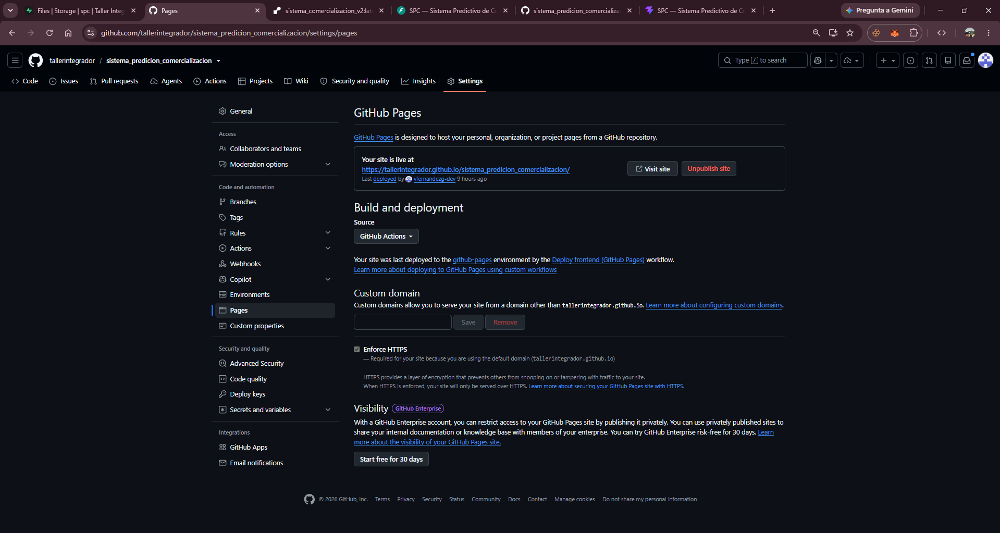 Files | Storage | spc | Taller Integ
Pages
sistema_comercializacion_v2:lat
SPC — Sistema Predictivo de Co
sistema_predicion_comercializa
SPC — Sistema Predictivo de Co
Pregunta a Gemini
github.com/tallerintegrador/sistema_predicion_comercializacion/settings/pages
tallerintegrador / sistema_predicion_comercializacion
Type / to search
Code
Issues
Pull requests
Agents
Actions
Projects
Wiki
Security and quality
Insights
Settings
General
Access
Collaborators and teams
Moderation options
Code and automation
Branches
Tags
Rules
Actions
Webhooks
Copilot
Environments
Pages
Custom properties
Security and quality
Advanced Security
Code quality
Deploy keys
Secrets and variables
Integrations
GitHub Apps
Email notifications
GitHub Pages
GitHub Pages is designed to host your personal, organization, or project pages from a GitHub repository.
Your site is live at
https://tallerintegrador.github.io/sistema_predicion_comercializacion/
Last deployed by vfernandezg-dev 9 hours ago
Visit site
Unpublish site
Build and deployment
Source
GitHub Actions
Your site was last deployed to the github-pages environment by the Deploy frontend (GitHub Pages) workflow.
Learn more about deploying to GitHub Pages using custom workflows
Custom domain
Custom domains allow you to serve your site from a domain other than tallerintegrador.github.io. Learn more about configuring custom domains.
Save
Remove
Enforce HTTPS
— Required for your site because you are using the default domain (tallerintegrador.github.io)
HTTPS provides a layer of encryption that prevents others from snooping on or tampering with traffic to your site.
When HTTPS is enforced, your site will only be served over HTTPS. Learn more about securing your GitHub Pages site with HTTPS.
Visibility GitHub Enterprise
With a GitHub Enterprise account, you can restrict access to your GitHub Pages site by publishing it privately. You can use privately published sites to
share your internal documentation or knowledge base with members of your enterprise. You can try GitHub Enterprise risk-free for 30 days. Learn
more about the visibility of your GitHub Pages site.
Start free for 30 days
© 2026 GitHub, Inc.
Terms
Privacy
Security
Status
Community
Docs
Contact
Manage cookies
Do not share my personal information